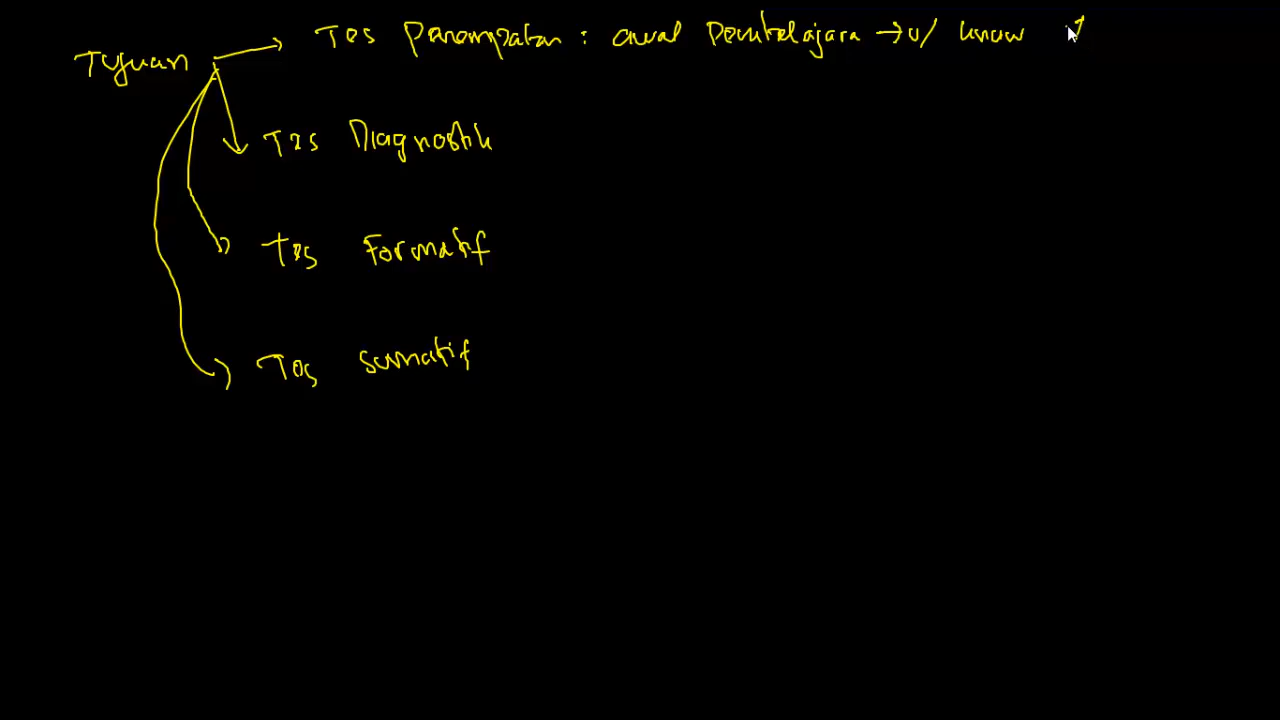 Tujuan → Tes Penempatan : awal Pembelajara → u/ know
Tes Diagnostik
Tes Formatif
Tes Sumatif